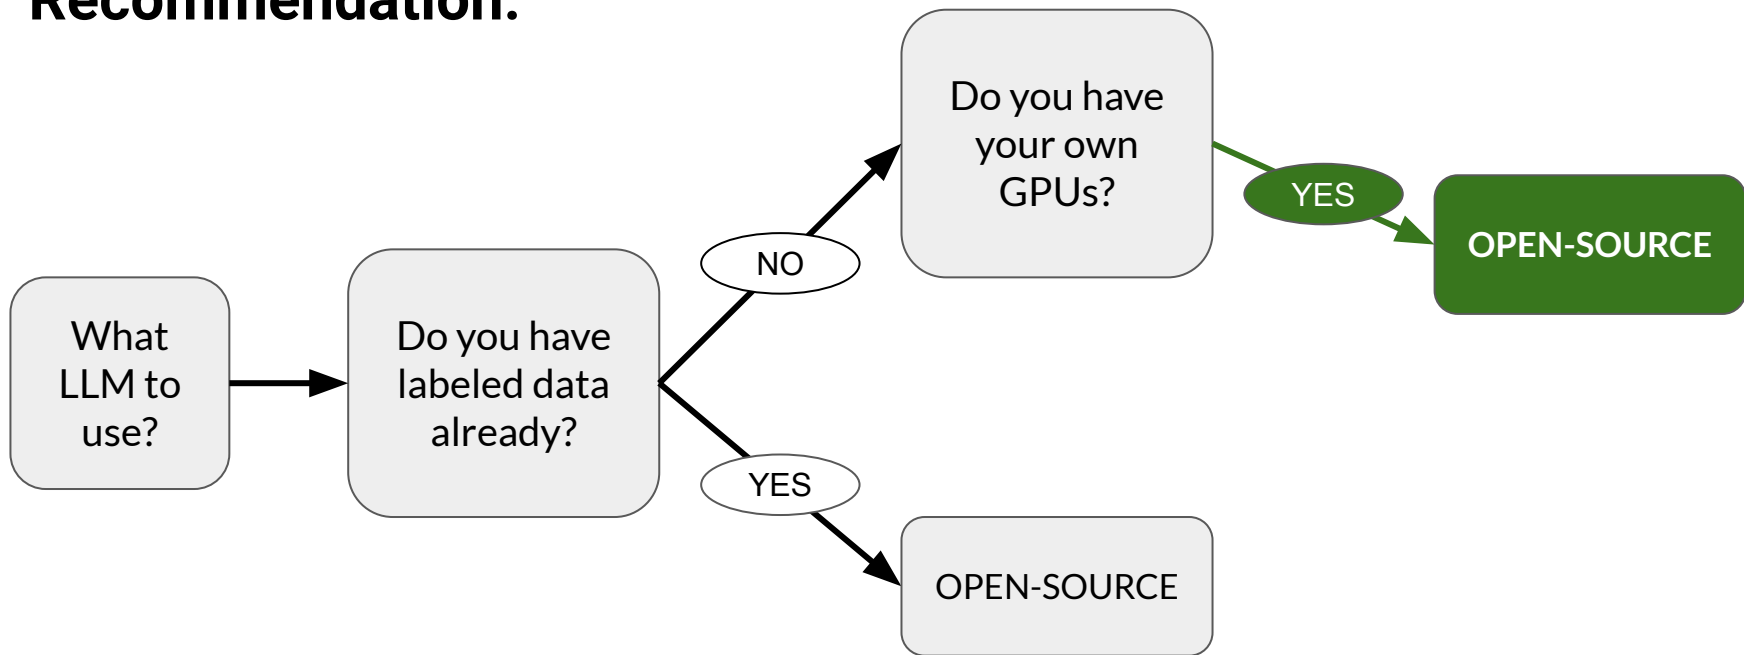 Recommendation:
What
LLM to
use?
Do you have
labeled data
already?
NO
Do you have
your own
GPUs?
YES
OPEN-SOURCE
YES
OPEN-SOURCE